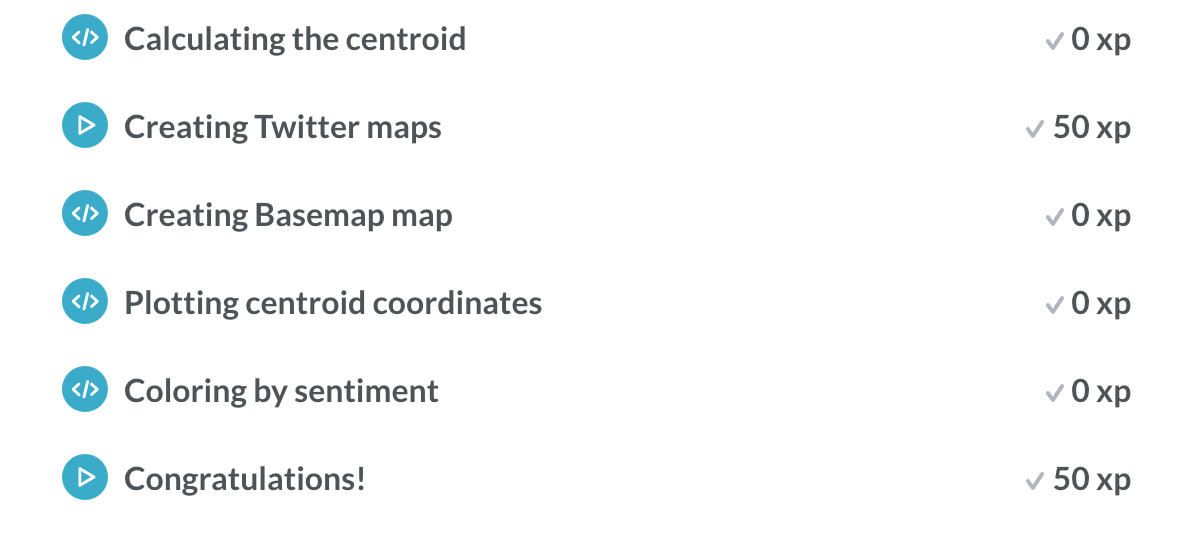 Calculating the centroid 0 xp
Creating Twitter maps 50 xp
Creating Basemap map 0 xp
Plotting centroid coordinates 0 xp
Coloring by sentiment 0 xp
Congratulations! 50 xp